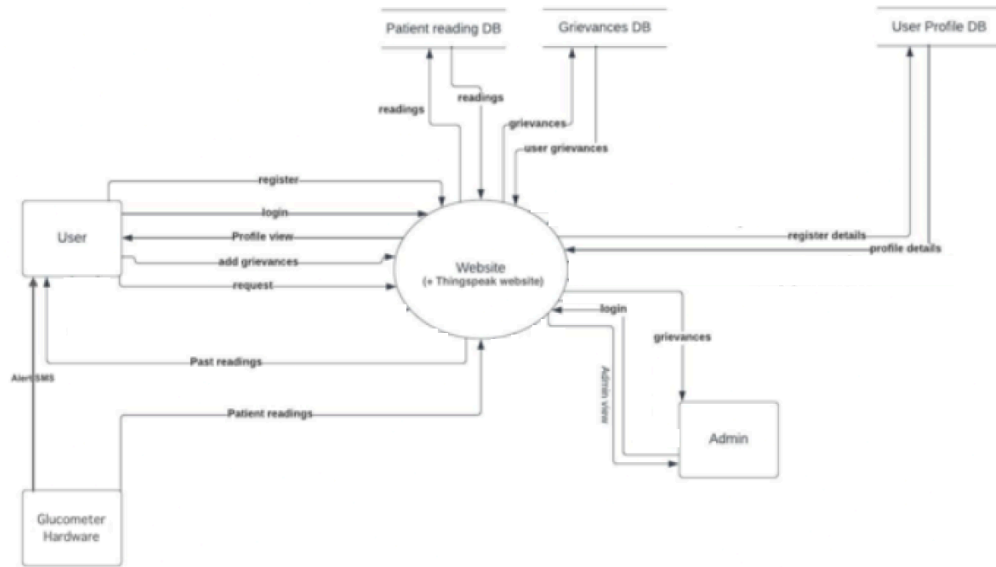 Patient reading DB
Grievances DB
User Profile DB
readings
readings
grievances
user grievances
register
login
User
Profile view
add grievances
request
Website
(+ Thingspeak website)
register details
profile details
login
grievances
Past readings
Alert SMS
Admin view
Patient readings
Admin
Glucometer
Hardware